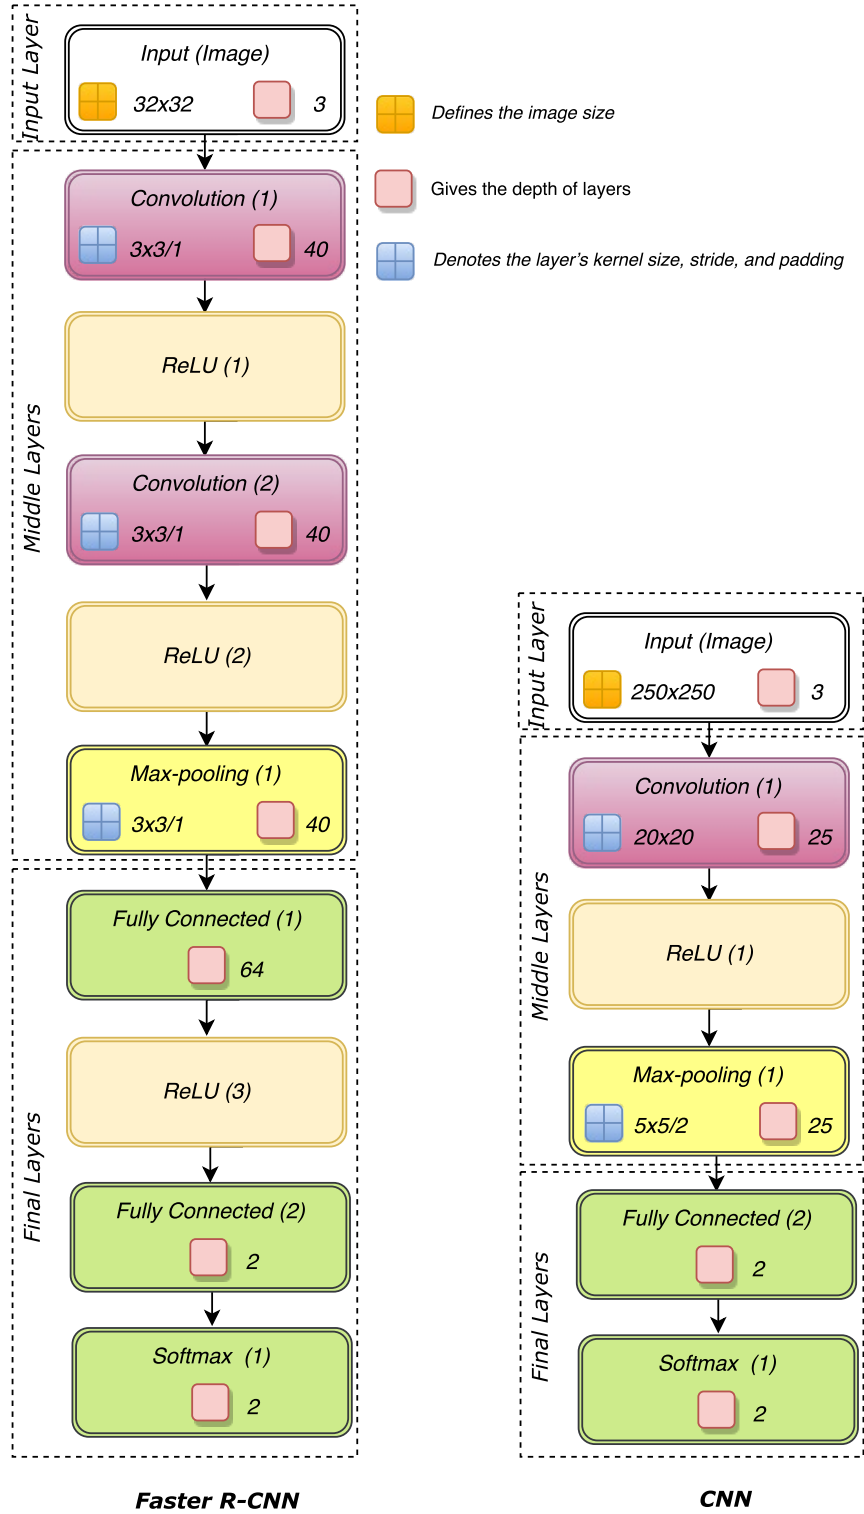 Input Layer
Input (Image)
32x32 3
Defines the image size
Gives the depth of layers
Denotes the layer's kernel size, stride, and padding
Middle Layers
Convolution (1)
3x3/1 40
ReLU (1)
Convolution (2)
3x3/1 40
ReLU (2)
Max-pooling (1)
3x3/1 40
Final Layers
Fully Connected (1)
64
ReLU (3)
Fully Connected (2)
2
Softmax (1)
2
Faster R-CNN
Input Layer
Input (Image)
250x250 3
Middle Layers
Convolution (1)
20x20 25
ReLU (1)
Max-pooling (1)
5x5/2 25
Final Layers
Fully Connected (2)
2
Softmax (1)
2
CNN